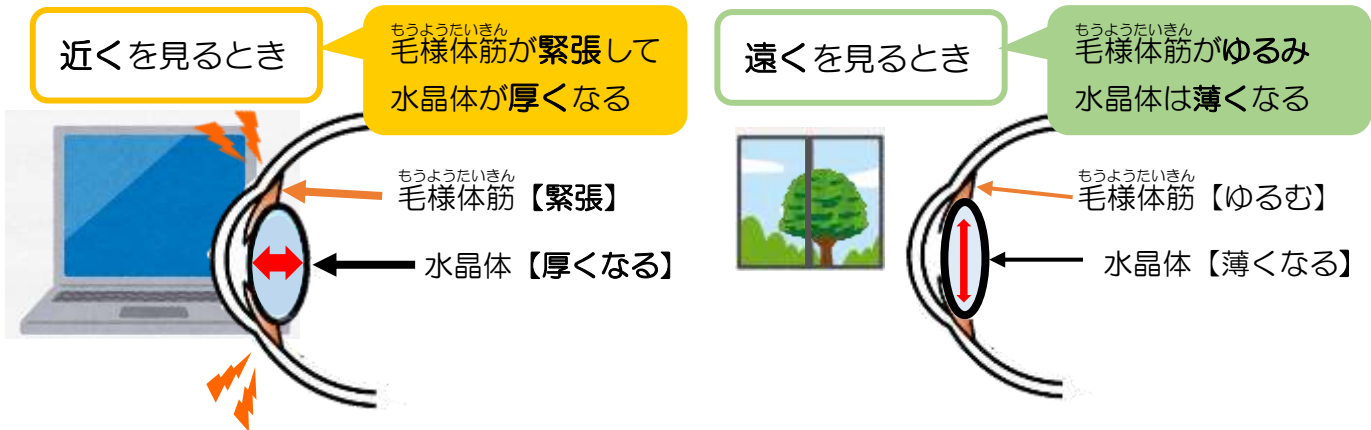 近くを見るとき
もうようたいきん
毛様体筋が緊張して
水晶体が厚くなる
もうようたいきん
毛様体筋【緊張】
水晶体【厚くなる】
遠くを見るとき
もうようたいきん
毛様体筋がゆるみ
水晶体は薄くなる
もうようたいきん
毛様体筋【ゆるむ】
水晶体【薄くなる】